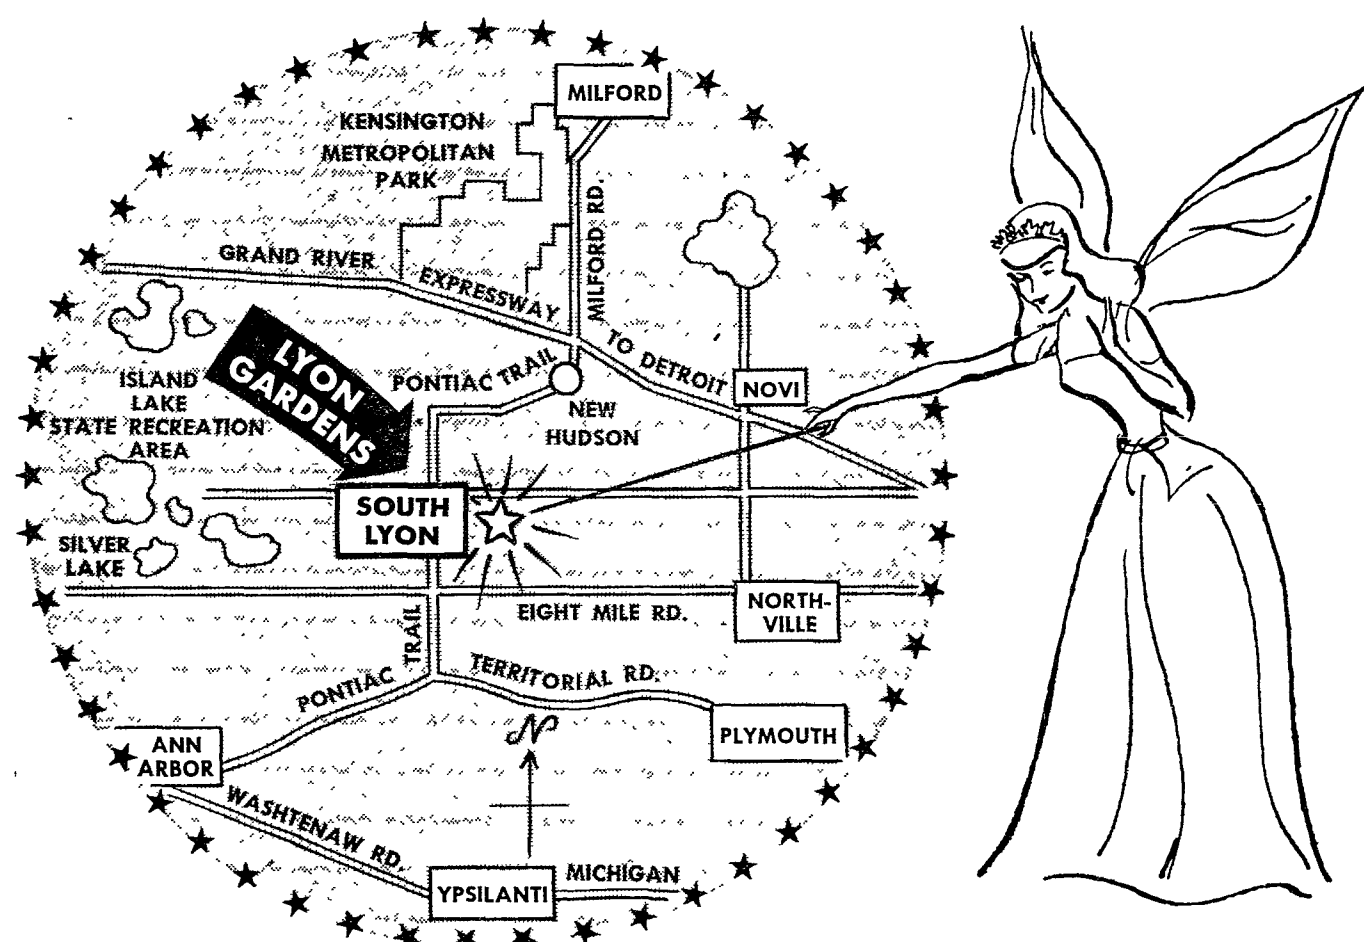 MILFORD
KENSINGTON
METROPOLITAN
PARK
MILFORD RD.
GRAND RIVER
EXPRESSWAY
TO DETROIT
LYON
GARDENS
PONTIAC TRAIL
NOVI
ISLAND
LAKE
STATE RECREATION
AREA
NEW
HUDSON
SOUTH
LYON
SILVER
LAKE
EIGHT MILE RD.
NORTH-
VILLE
PONTIAC TRAIL
TERRITORIAL RD.
N
PLYMOUTH
ANN
ARBOR
WASHTENAW RD.
YPSILANTI
MICHIGAN